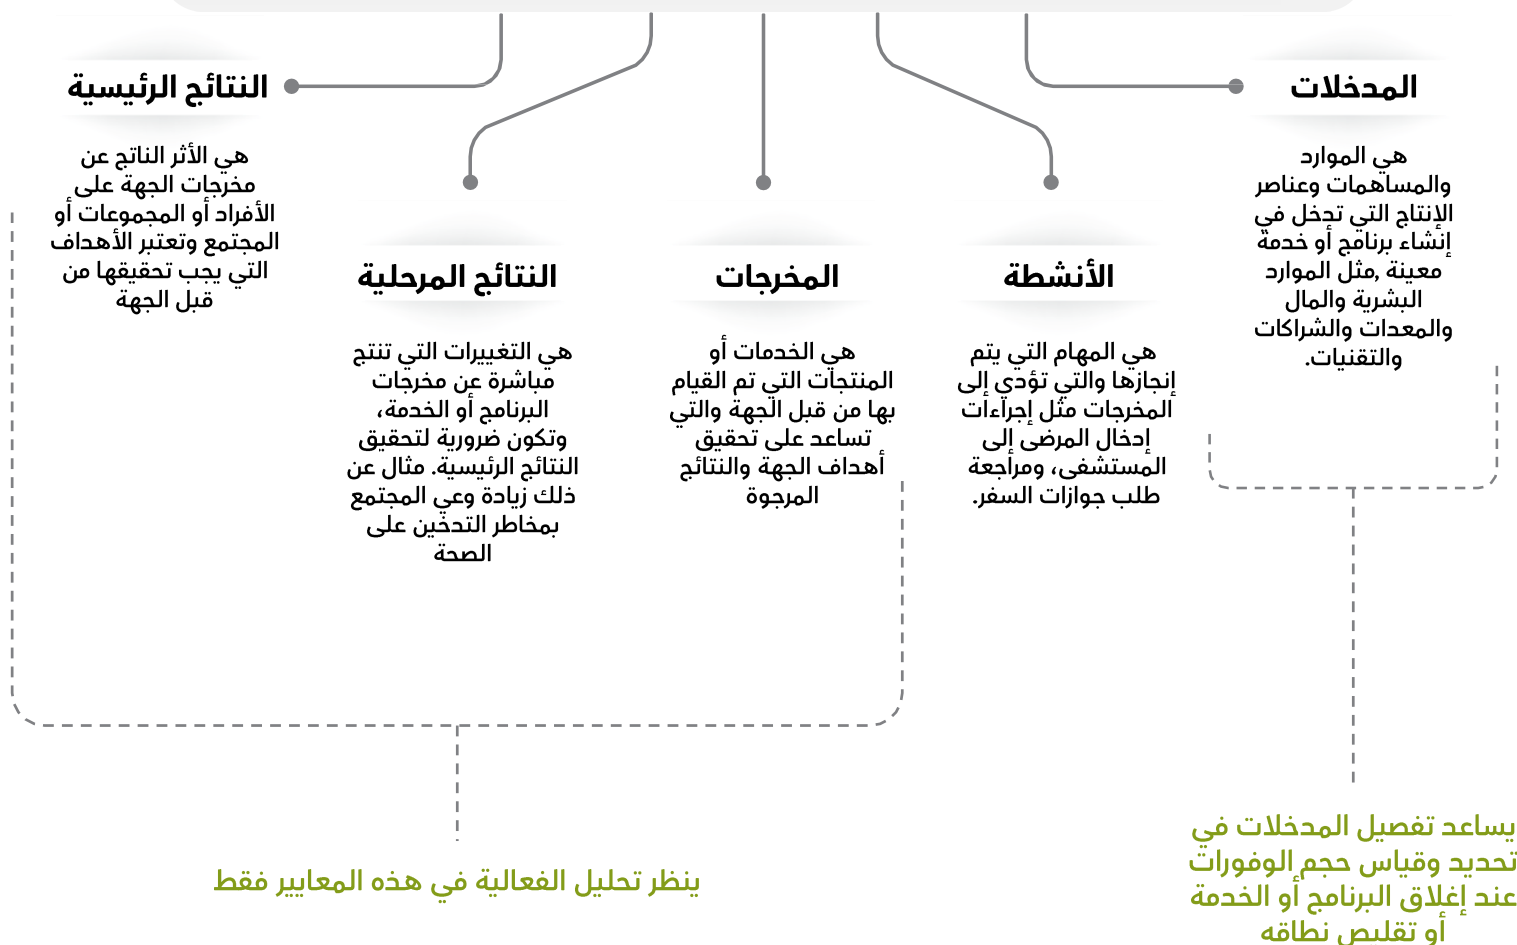 المدخلات
هي الموارد
والمساهمات وعناصر
الإنتاج التي تدخل في
إنشاء برنامج أو خدمة
معينة ,مثل الموارد
البشرية والمال
والمعدات والشراكات
والتقنيات.
الأنشطة
هي المهام التي يتم
إنجازها والتي تؤدي إلى
المخرجات مثل إجراءات
إدخال المرضى إلى
المستشفى، ومراجعة
طلب جوازات السفر.
المخرجات
هي الخدمات أو
المنتجات التي تم القيام
بها من قبل الجهة والتي
تساعد على تحقيق
أهداف الجهة والنتائج
المرجوة
النتائج المرحلية
هي التغييرات التي تنتج
مباشرة عن مخرجات
البرنامج أو الخدمة،
وتكون ضرورية لتحقيق
النتائج الرئيسية. مثال عن
ذلك زيادة وعي المجتمع
بمخاطر التدخين على
الصحة
النتائج الرئيسية
هي الأثر الناتج عن
مخرجات الجهة على
الأفراد أو المجموعات أو
المجتمع وتعتبر الأهداف
التي يجب تحقيقها من
قبل الجهة
يساعد تفصيل المدخلات في
تحديد وقياس حجم الوفورات
عند إغلاق البرنامج أو الخدمة
أو تقليص نطاقه
ينظر تحليل الفعالية في هذه المعايير فقط